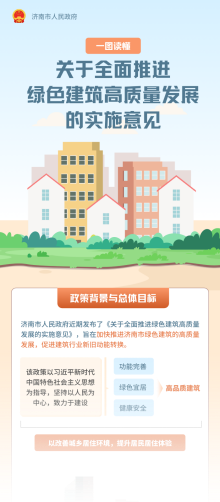 济南市人民政府
一图读懂
关于全面推进
绿色建筑高质量发展
的实施意见
政策背景与总体目标
济南市人民政府近期发布了《关于全面推进绿色建筑高质量
发展的实施意见》,旨在加快推进济南市绿色建筑的高质量
发展,促进建筑行业新旧动能转换。
该政策以习近平新时代
中国特色社会主义思想
为指导,坚持以人民为
中心,致力于建设
功能完善
绿色宜居
健康安全
高品质建筑
以改善城乡居住环境,提升居民居住体验